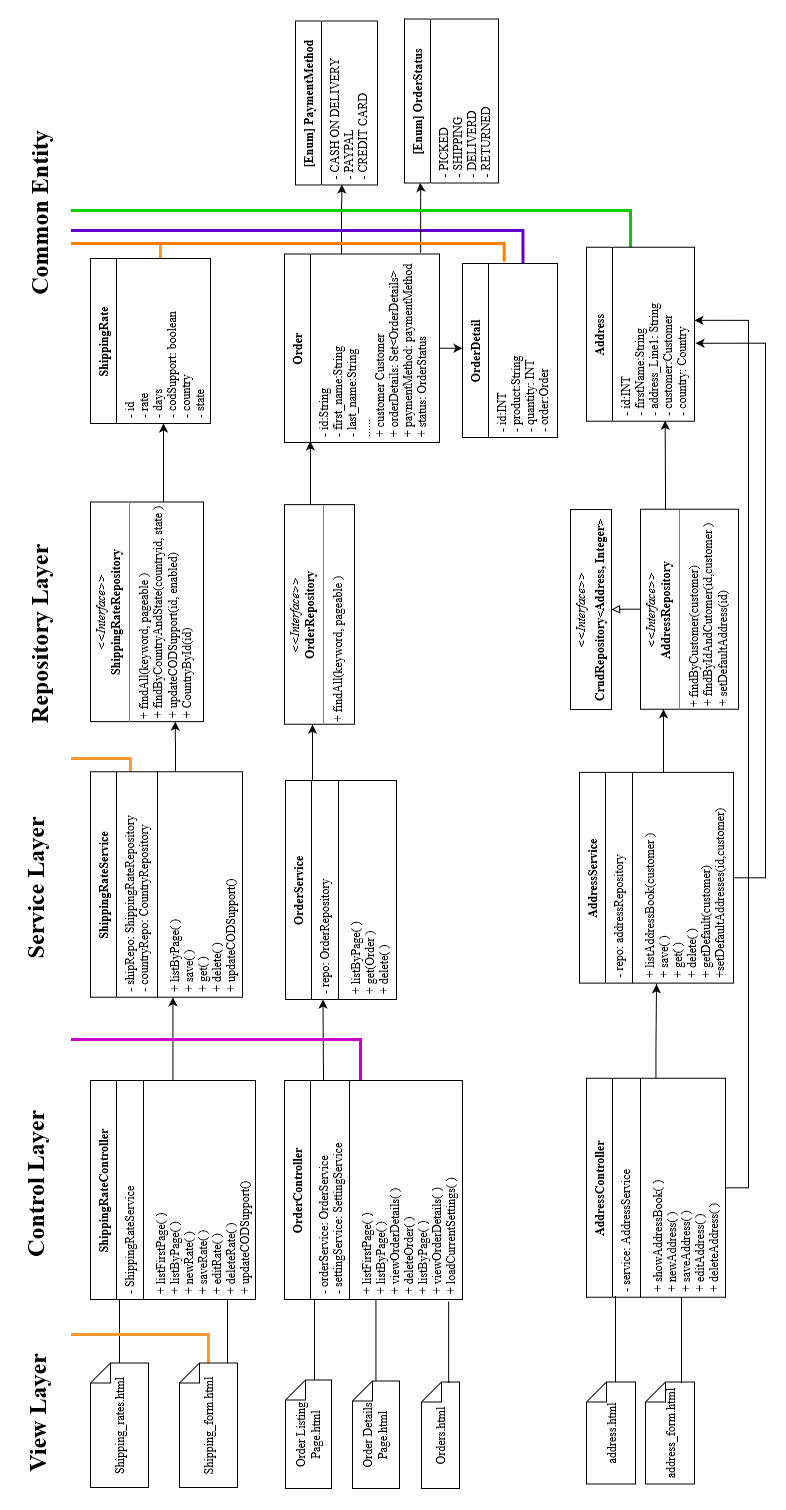 View Layer
Control Layer
Service Layer
Repository Layer
Common Entity
Shipping_rates.html
Shipping_form.html
ShippingRateController
- ShippingRateService
+ listFirstPage( )
+ listByPage( )
+ newRate( )
+ saveRate( )
+ editRate( )
+ deleteRate( )
+ updateCODSupport()
ShippingRateService
- shipRepo: ShippingRateRepository
- countryRepo: CountryRepository
+ listByPage( )
+ save( )
+ get( )
+ delete( )
+ updateCODSupport()
<<Interface>>
ShippingRateRepository
+ findAll(keyword, pageable )
+ findByCountryAndState(countryid, state )
+ updateCODSupport(id, enabled)
+ CountryById(id)
ShippingRate
- id
- rate
- days
- codSupport: boolean
- country
- state
Order Listing
Page.html
Order Details
Page.html
Orders.html
OrderController
- orderService: OrderService
- settingService: SettingService
+ listFirstPage( )
+ listByPage( )
+ viewOrderDetails( )
+ deleteOrder( )
+ listByPage( )
+ viewOrderDetails( )
+ loadCurrentSettings( )
OrderService
- repo: OrderRepository
+ listByPage( )
+ get(Order )
+ delete( )
<<Interface>>
OrderRepository
+ findAll(keyword, pageable )
Order
- id:String
- first_name:String
- last_name:String
......
+ customer Customer
+ orderDetails: Set<OrderDetails>
+ paymentMethod: paymentMethod
+ status: OrderStatus
[Enum] PaymentMethod
- CASH ON DELIVERY
- PAYPAL
- CREDIT CARD
[Enum] OrderStatus
- PICKED
- SHIPPING
- DELIVERD
- RETURNED
OrderDetail
- id:INT
- product:String
- quantity: INT
- order:Order
address.html
address_form.html
AddressController
- service: AddressService
+ showAddressBook( )
+ newAddress( )
+ saveAddress( )
+ editAddress( )
+ deleteAddress( )
AddressService
- repo: addressRepository
+ listAddressBook(customer )
+ save( )
+ get( )
+ delete( )
+ getDefault(customer)
+setDefaultAddresses(id,customer)
<<Interface>>
CrudRepository<Address, Integer>
<<Interface>>
AddressRepository
+ findByCustomer(customer)
+ findByIdAndCutomer(id,customer )
+ setDefaultAddress(id)
Address
- id:INT
- firstName:String
- address_Line1: String
- customer:Customer
- country: Country